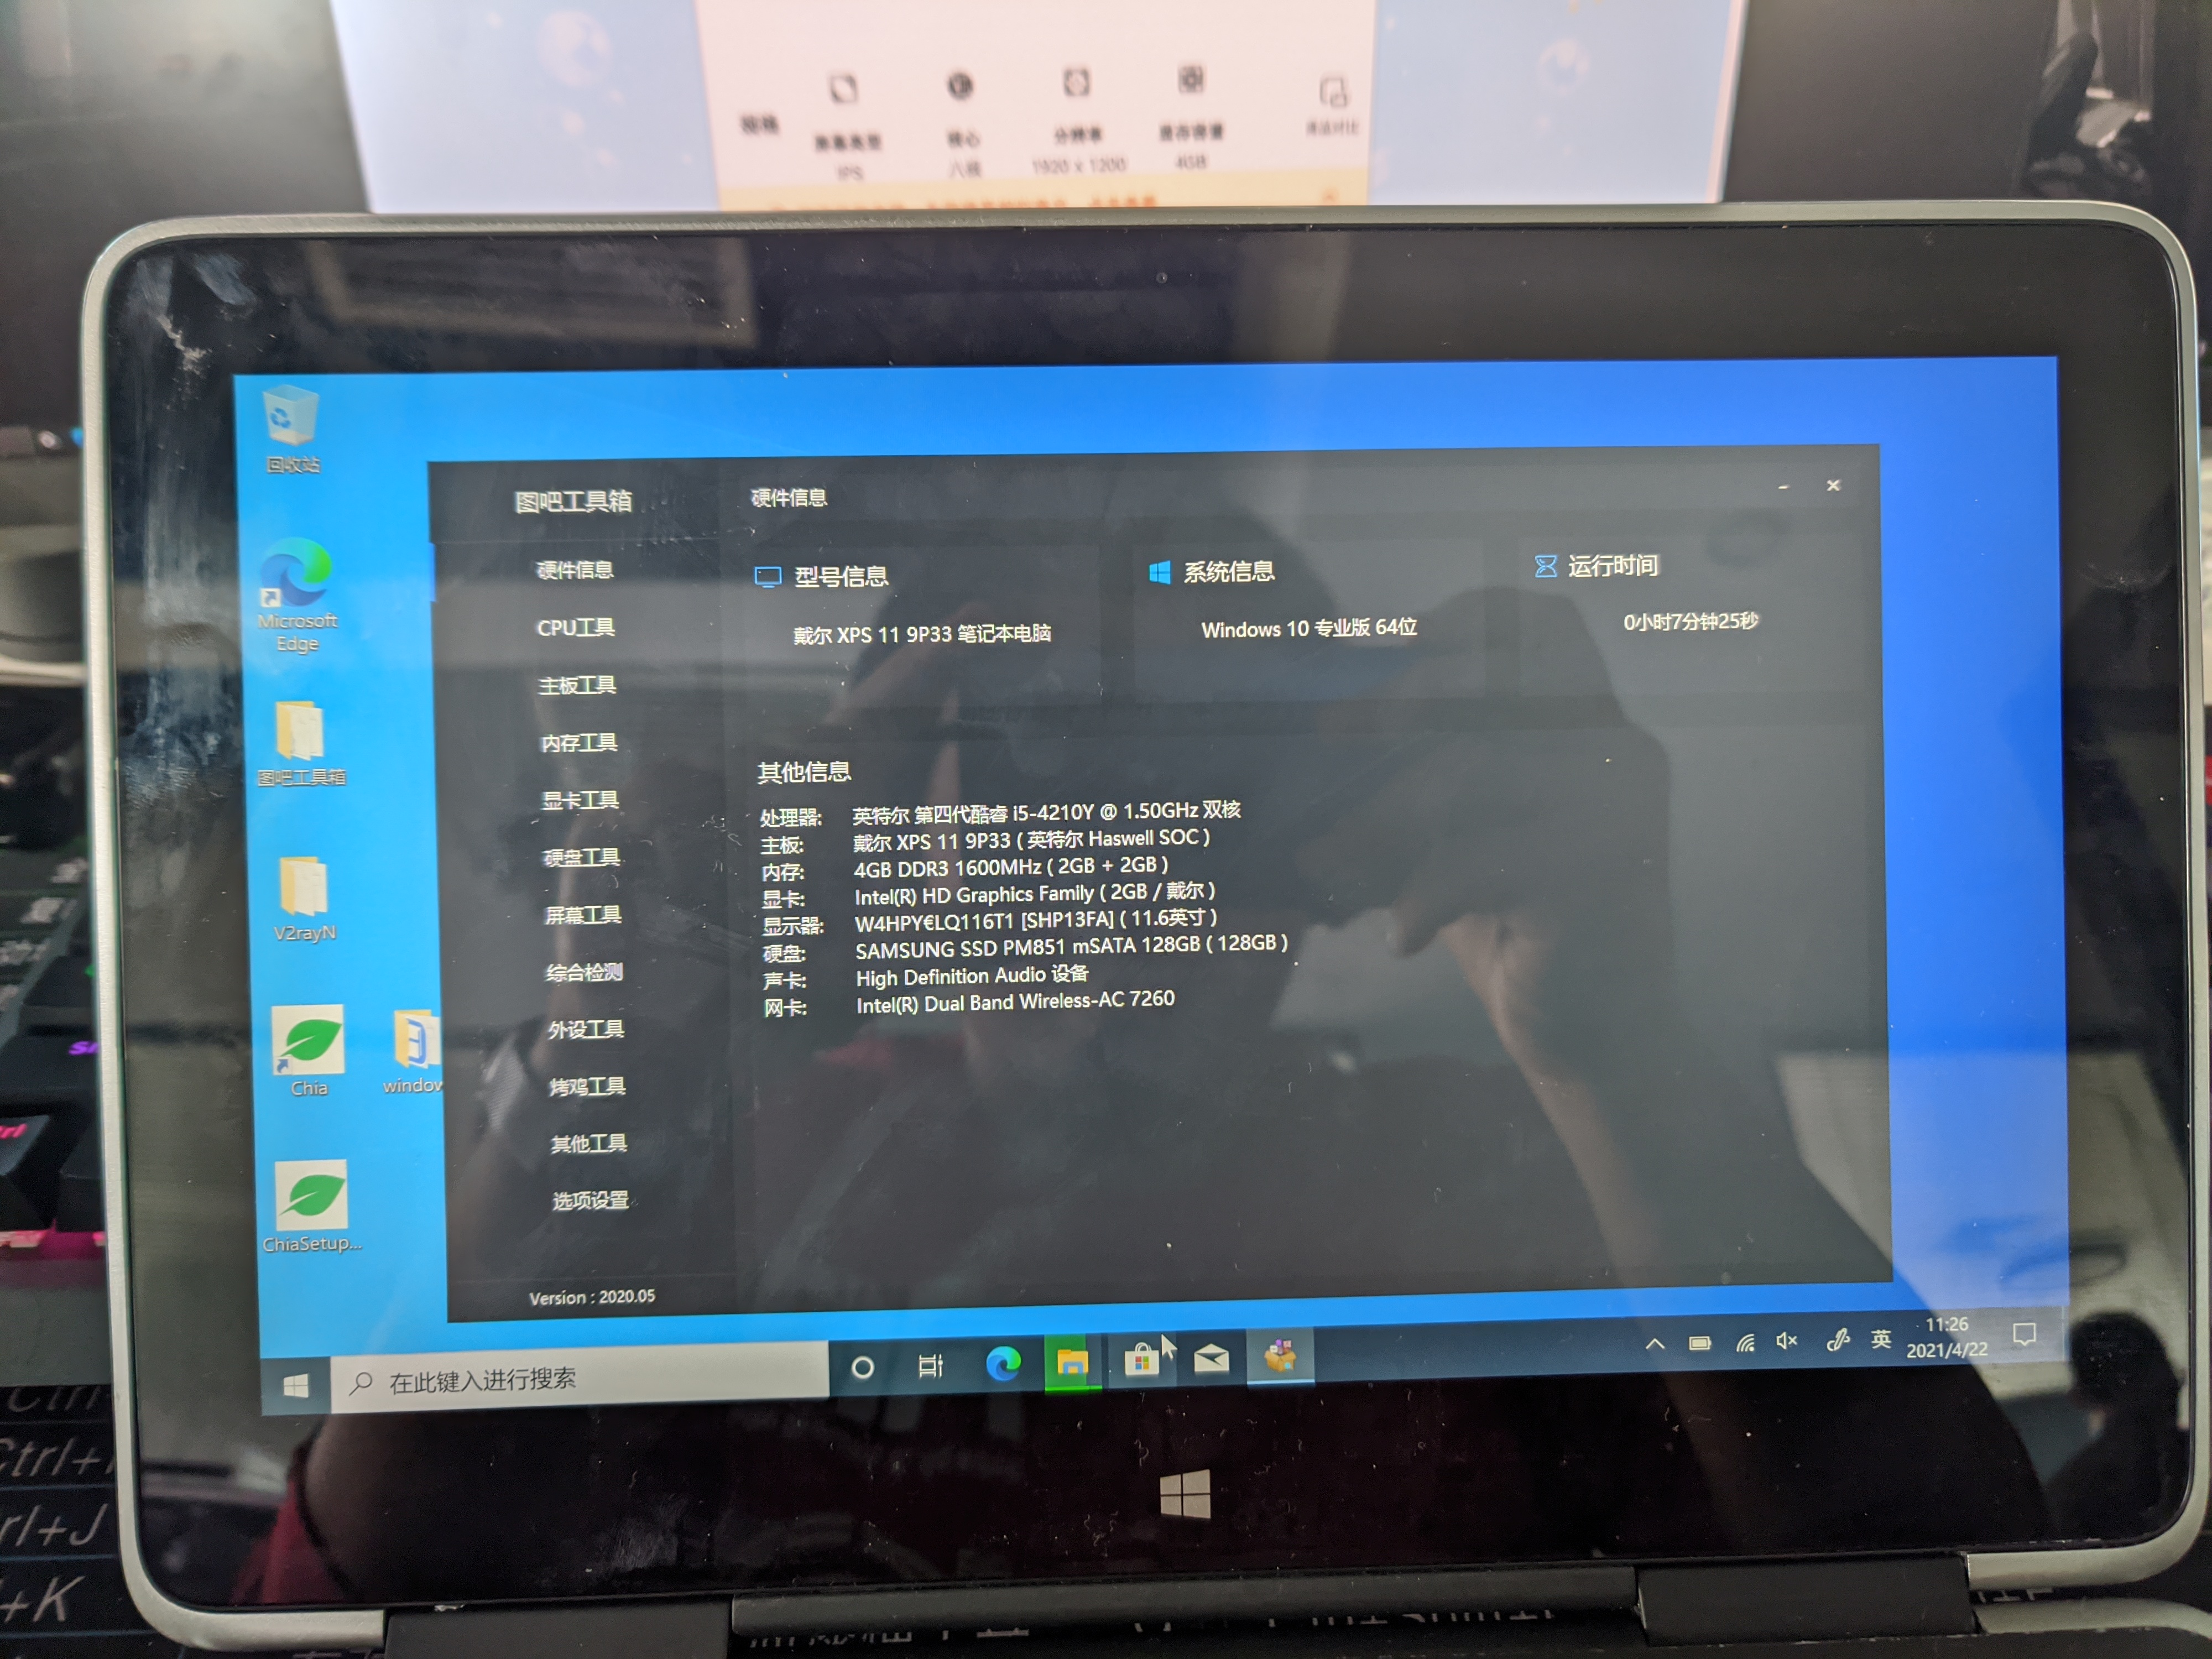 IPS
八核
分辨率
1920 x 1200
4GB
回收站
Microsoft
Edge
图吧工具箱
V2rayN
Chia
window
ChiaSetup...
图吧工具箱
硬件信息
CPU工具
主板工具
内存工具
显卡工具
硬盘工具
屏幕工具
综合检测
外设工具
烤鸡工具
其他工具
选项设置
Version : 2020.05
硬件信息
型号信息
戴尔 XPS 11 9P33 笔记本电脑
系统信息
Windows 10 专业版 64位
运行时间
0小时7分钟25秒
其他信息
处理器: 英特尔 第四代酷睿 i5-4210Y @ 1.50GHz 双核
主板: 戴尔 XPS 11 9P33 ( 英特尔 Haswell SOC )
内存: 4GB DDR3 1600MHz ( 2GB + 2GB )
显卡: Intel(R) HD Graphics Family ( 2GB / 戴尔 )
显示器: W4HPY€LQ116T1 [SHP13FA] ( 11.6英寸 )
硬盘: SAMSUNG SSD PM851 mSATA 128GB ( 128GB )
声卡: High Definition Audio 设备
网卡: Intel(R) Dual Band Wireless-AC 7260
在此键入进行搜索
英
11:26
2021/4/22
Ctrl+
rl+J
+K